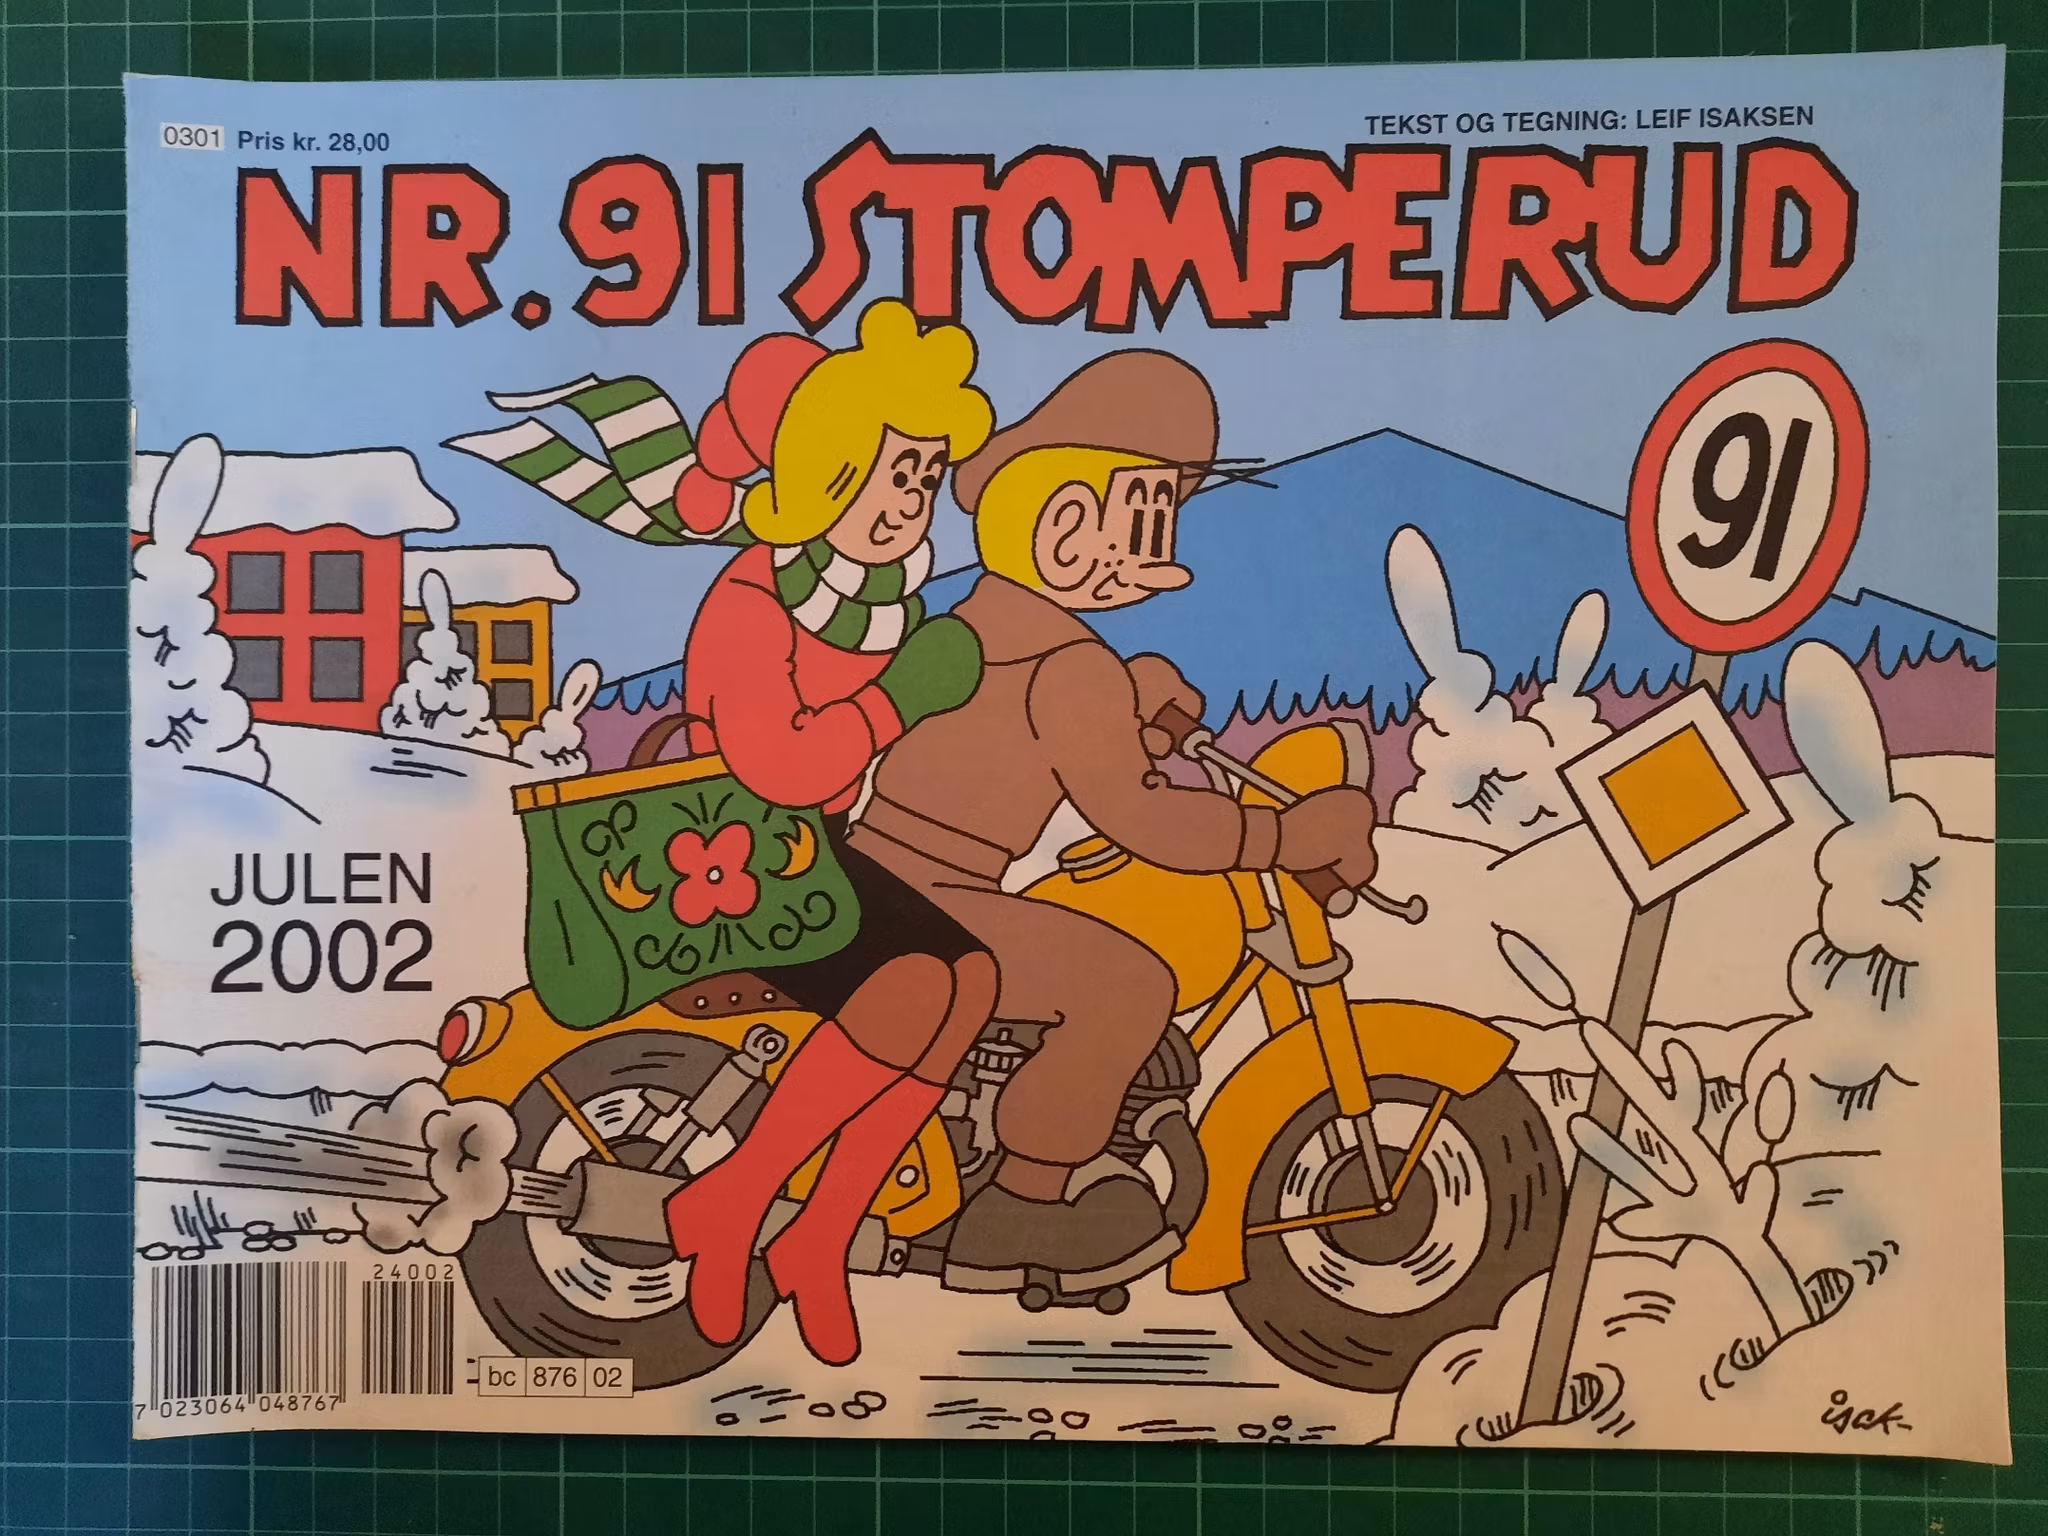 TEKST OG TEGNING: LEIF ISAKSEN
0301 Pris kr. 28,00
NR.91 STOMPERUD
91
JULEN
2002
24002
bc 876 02
7 023064 048767
isak-